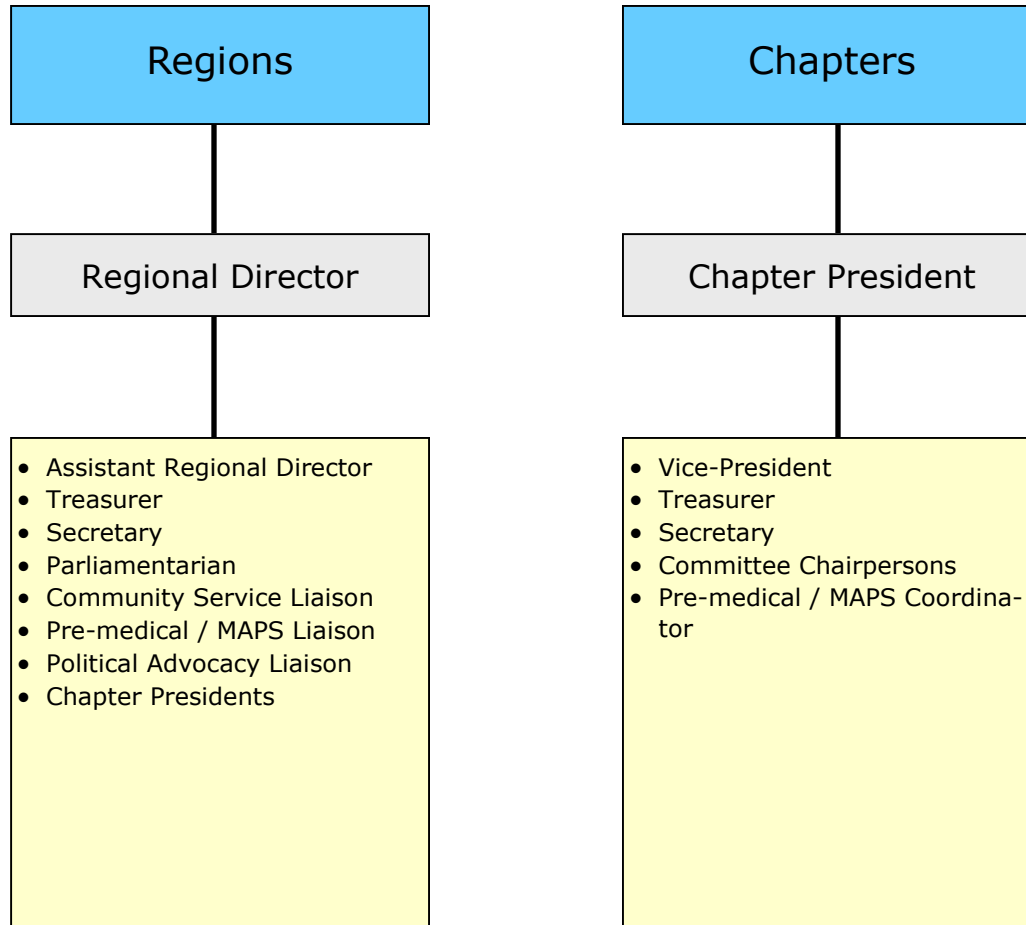 Regions
Regional Director
• Assistant Regional Director
• Treasurer
• Secretary
• Parliamentarian
• Community Service Liaison
• Pre-medical / MAPS Liaison
• Political Advocacy Liaison
• Chapter Presidents
Chapters
Chapter President
• Vice-President
• Treasurer
• Secretary
• Committee Chairpersons
• Pre-medical / MAPS Coordina-
tor